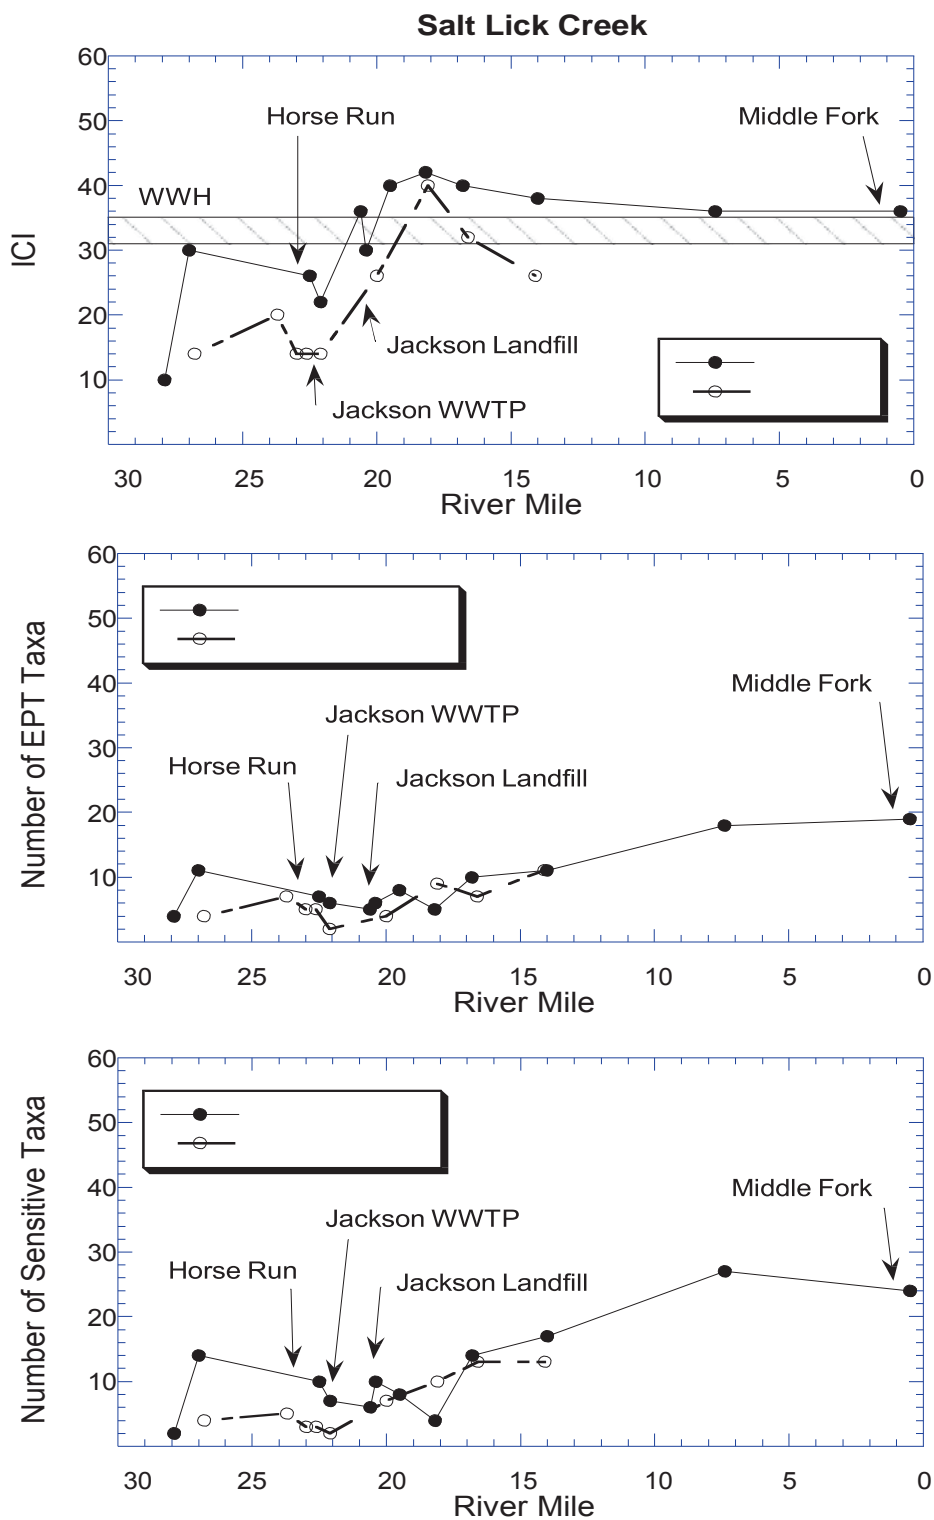 Salt Lick Creek
60
50
40
30
20
10
ICI
Horse Run
Middle Fork
WWH
Jackson Landfill
Jackson WWTP
30 25 20 15 10 5 0
River Mile
60
50
40
30
20
10
Number of EPT Taxa
Middle Fork
Jackson WWTP
Horse Run
Jackson Landfill
30 25 20 15 10 5 0
River Mile
60
50
40
30
20
10
Number of Sensitive Taxa
Middle Fork
Jackson WWTP
Horse Run
Jackson Landfill
30 25 20 15 10 5 0
River Mile